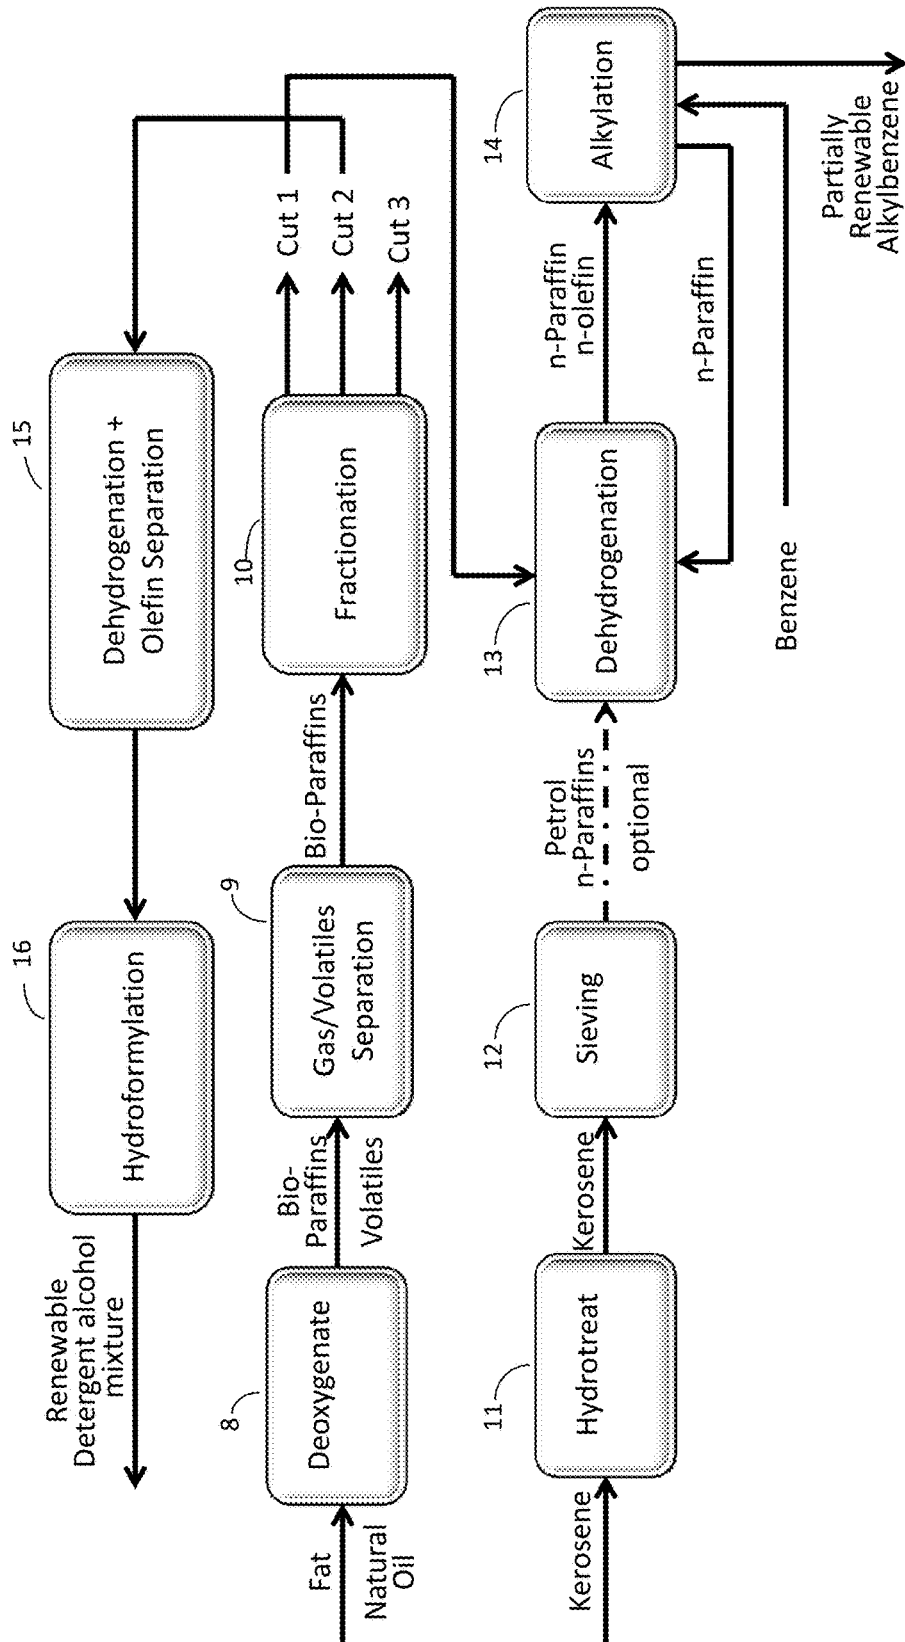 Renewable
Detergent alcohol
mixture
16
Hydroformylation
15
Dehydrogenation +
Olefin Separation
Fat
Natural
Oil
8
Deoxygenate
Bio-
Paraffins
Volatiles
9
Gas/Volatiles
Separation
Bio-Paraffins
10
Fractionation
Cut 1
Cut 2
Cut 3
Kerosene
11
Hydrotreat
Kerosene
12
Sieving
Petrol
n-Paraffins
optional
13
Dehydrogenation
n-Paraffin
n-olefin
14
Alkylation
n-Paraffin
Benzene
Partially
Renewable
Alkylbenzene